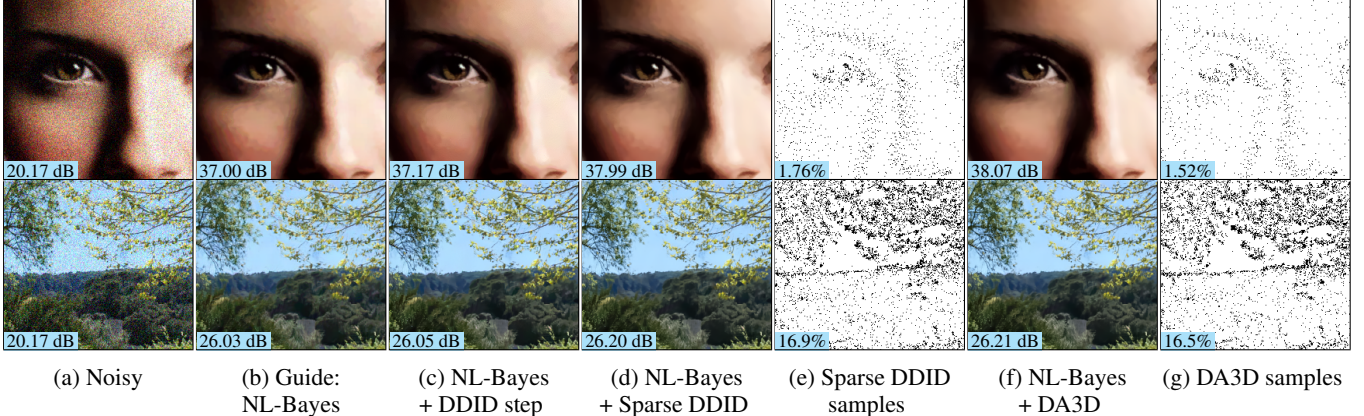 20.17 dB
37.00 dB
37.17 dB
37.99 dB
1.76%
38.07 dB
1.52%
20.17 dB
26.03 dB
26.05 dB
26.20 dB
16.9%
26.21 dB
16.5%
(a) Noisy
(b) Guide:
NL-Bayes
(c) NL-Bayes
+ DDID step
(d) NL-Bayes
+ Sparse DDID
(e) Sparse DDID
samples
(f) NL-Bayes
+ DA3D
(g) DA3D samples